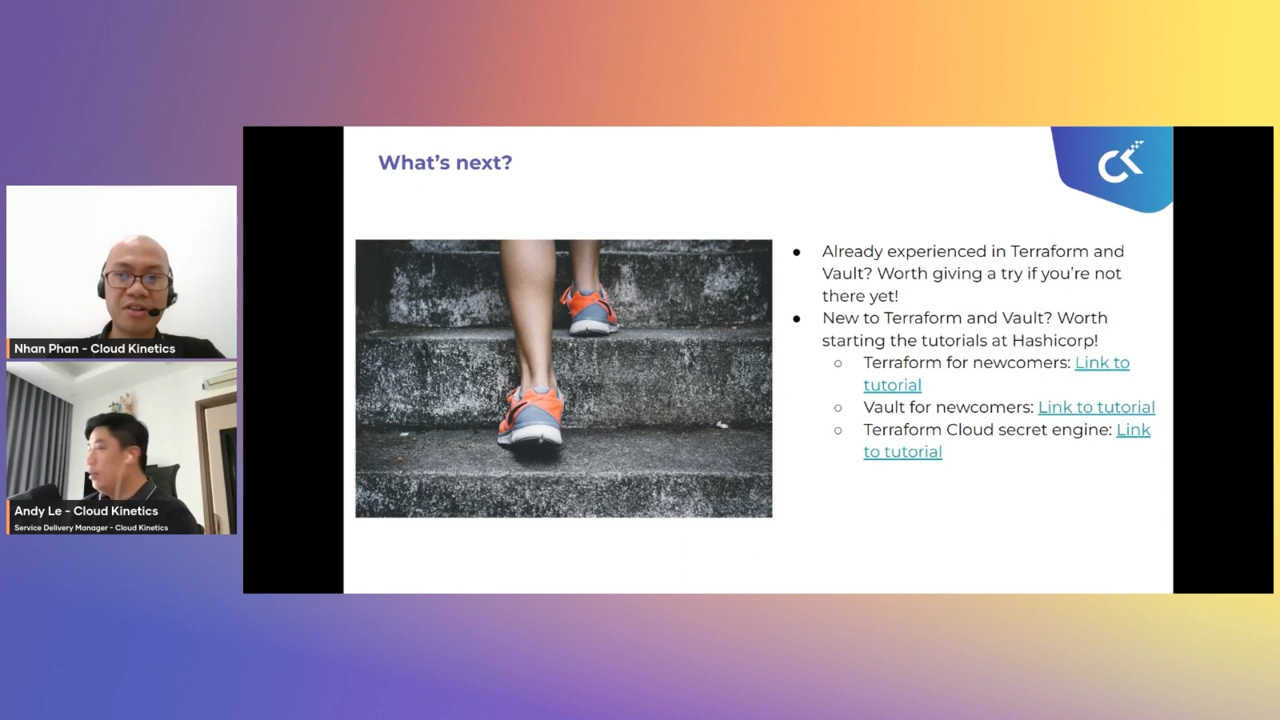 What's next?
● Already experienced in Terraform and
Vault? Worth giving a try if you're not
there yet!
● New to Terraform and Vault? Worth
starting the tutorials at Hashicorp!
○ Terraform for newcomers: Link to
tutorial
○ Vault for newcomers: Link to tutorial
○ Terraform Cloud secret engine: Link
to tutorial
Nhan Phan - Cloud Kinetics
Andy Le - Cloud Kinetics
Service Delivery Manager - Cloud Kinetics
CK